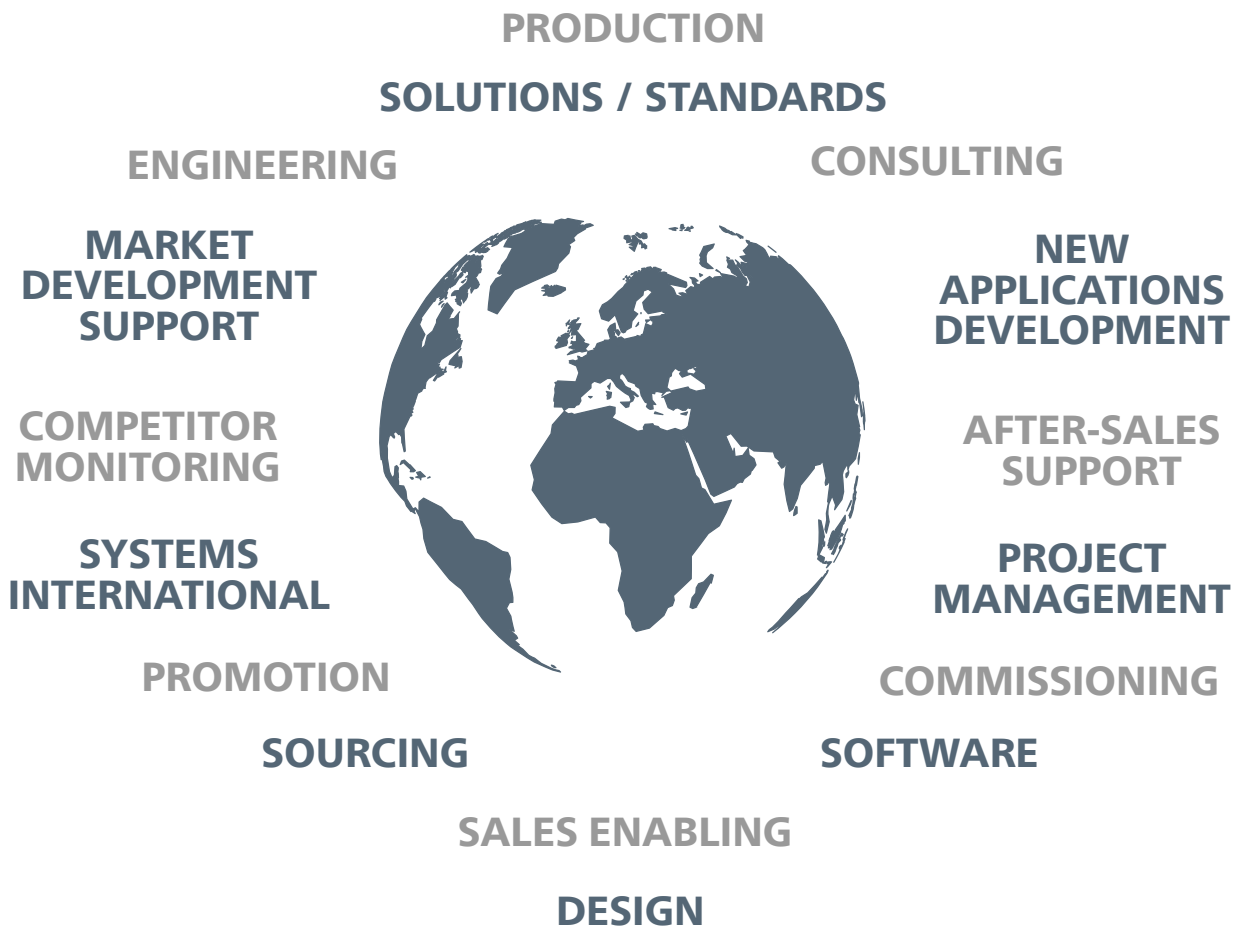 PRODUCTION
SOLUTIONS / STANDARDS
ENGINEERING
CONSULTING
MARKET
DEVELOPMENT
SUPPORT
NEW
APPLICATIONS
DEVELOPMENT
COMPETITOR
MONITORING
AFTER-SALES
SUPPORT
SYSTEMS
INTERNATIONAL
PROJECT
MANAGEMENT
PROMOTION
COMMISSIONING
SOURCING
SOFTWARE
SALES ENABLING
DESIGN